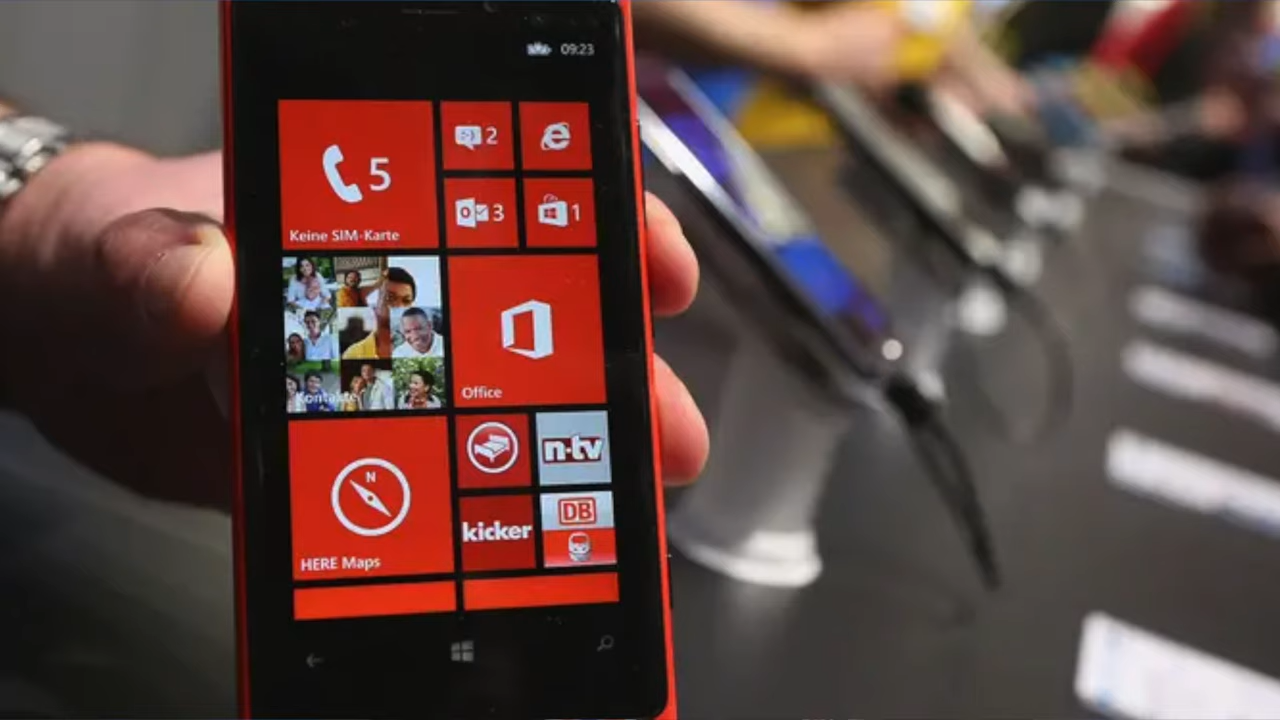 09:23
5
2
3
1
Keine SIM-Karte
Kontakte
Office
N
n-tv
kicker
DB
HERE Maps